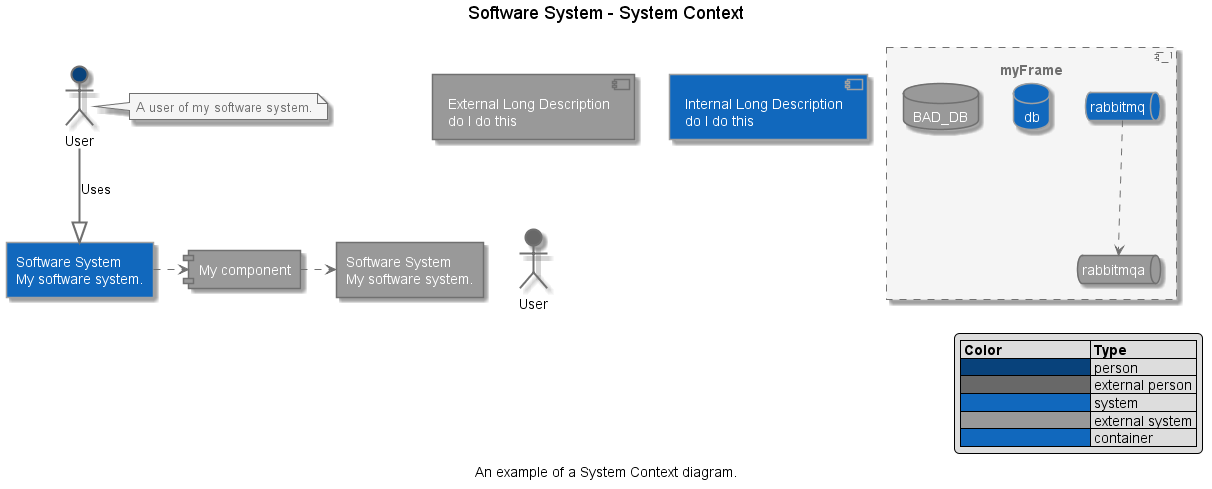 Software System - System Context
A user of my software system.
User
External Long Description
do I do this
Internal Long Description
do I do this
myFrame
BAD_DB
db
rabbitmq
Uses
Software System
My software system.
My component
Software System
My software system.
User
rabbitmqa
Color Type
person
external person
system
external system
container
An example of a System Context diagram.